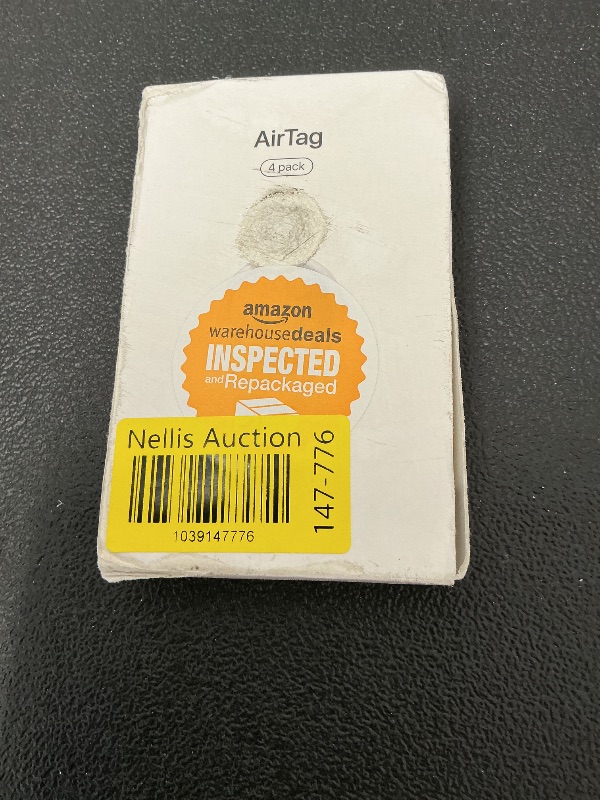 AirTag
4 pack
amazon
warehousedeals
INSPECTED
and Repackaged
Nellis Auction
1039147776
147-776